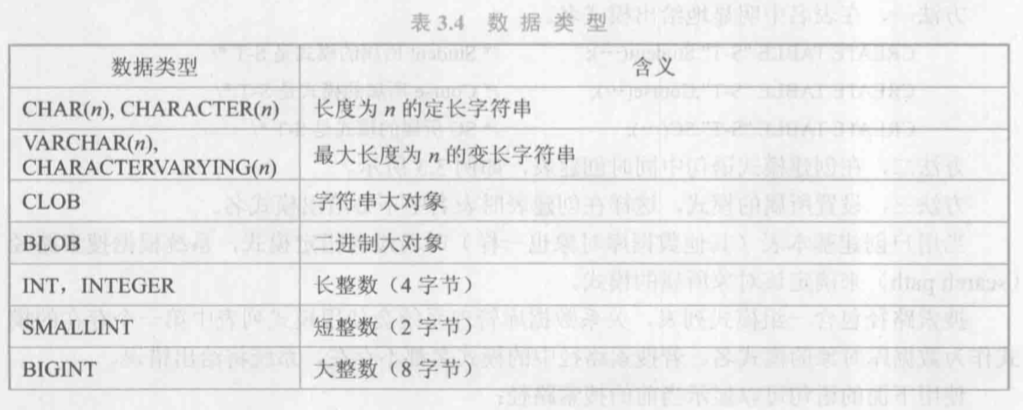 表 3.4 数据类型
数据类型 含义
CHAR(n), CHARACTER(n) 长度为 n 的定长字符串
VARCHAR(n),
CHARACTERVARYING(n) 最大长度为 n 的变长字符串
CLOB 字符串大对象
BLOB 二进制大对象
INT，INTEGER 长整数（4 字节）
SMALLINT 短整数（2 字节）
BIGINT 大整数（8 字节）